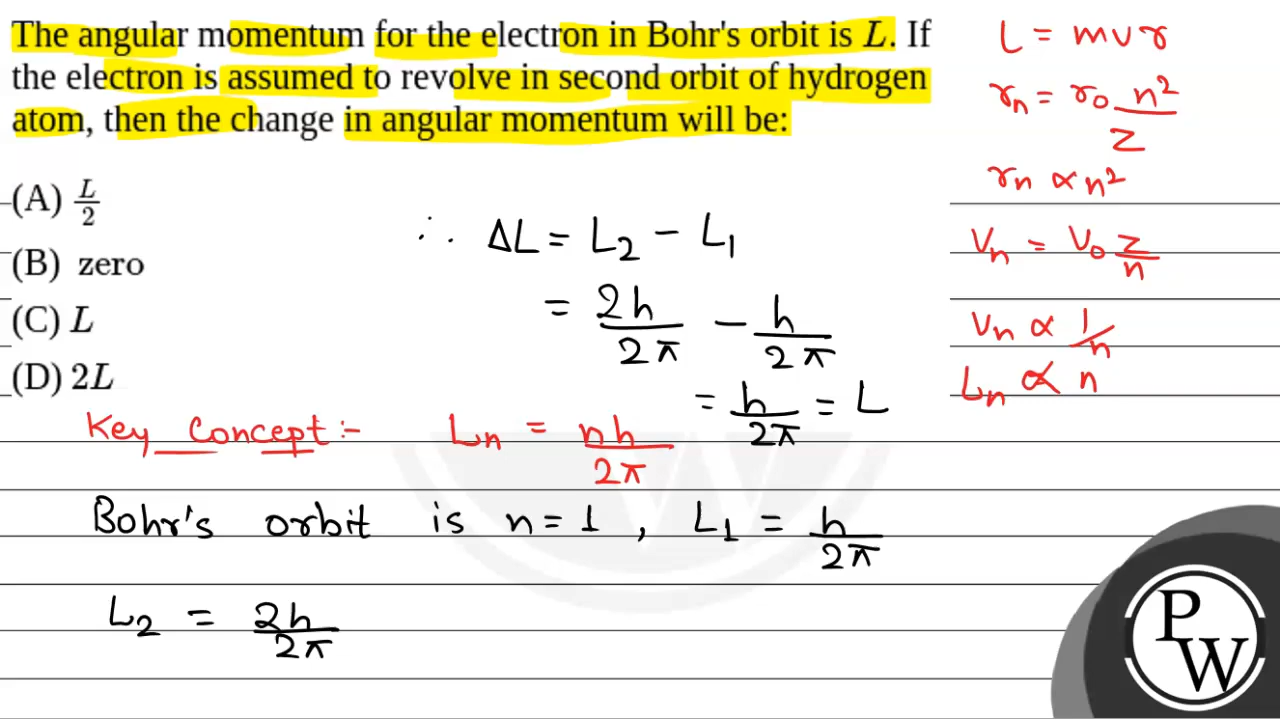 The angular momentum for the electron in Bohr's orbit is L. If
the electron is assumed to revolve in second orbit of hydrogen
atom, then the change in angular momentum will be:
(A) L/2
(B) zero
(C) L
(D) 2L
L = mvr
rn = r0 n²/Z
rn ∝ n²
Vn = V0 Z/n
Vn ∝ 1/n
Ln ∝ n
∴ ΔL = L2 - L1
= 2h/2π - h/2π
= h/2π = L
Key Concept:- Ln = nh/2π
Bohr's orbit is n = 1, L1 = h/2π
L2 = 2h/2π
PW